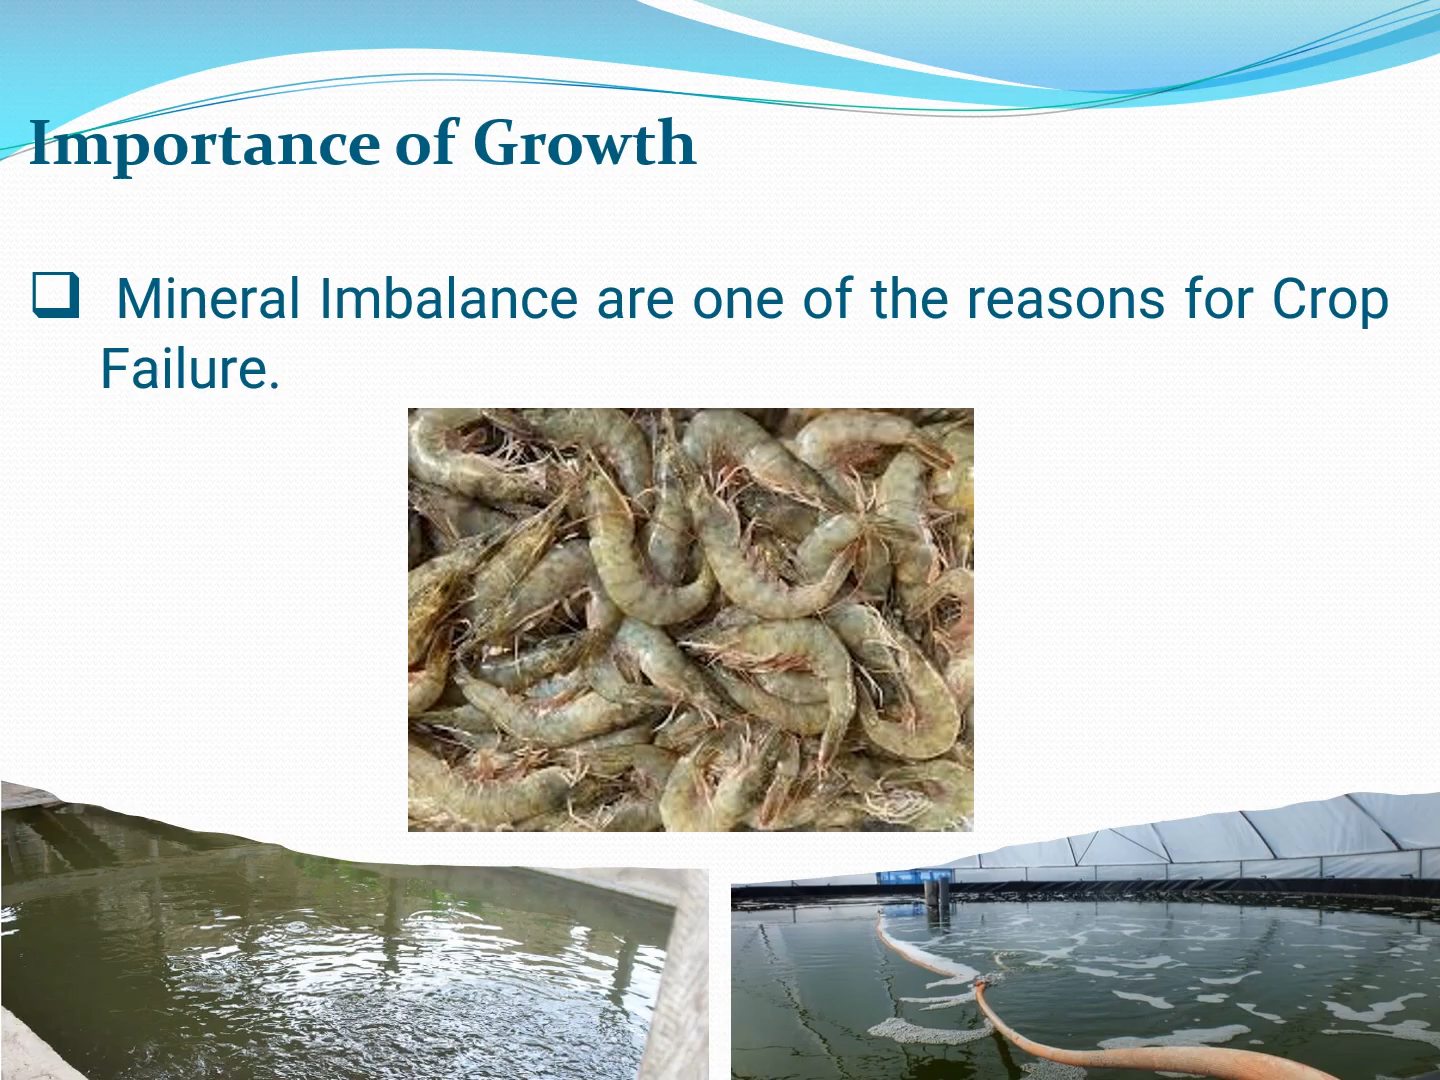 Importance of Growth
❑ Mineral Imbalance are one of the reasons for Crop
Failure.